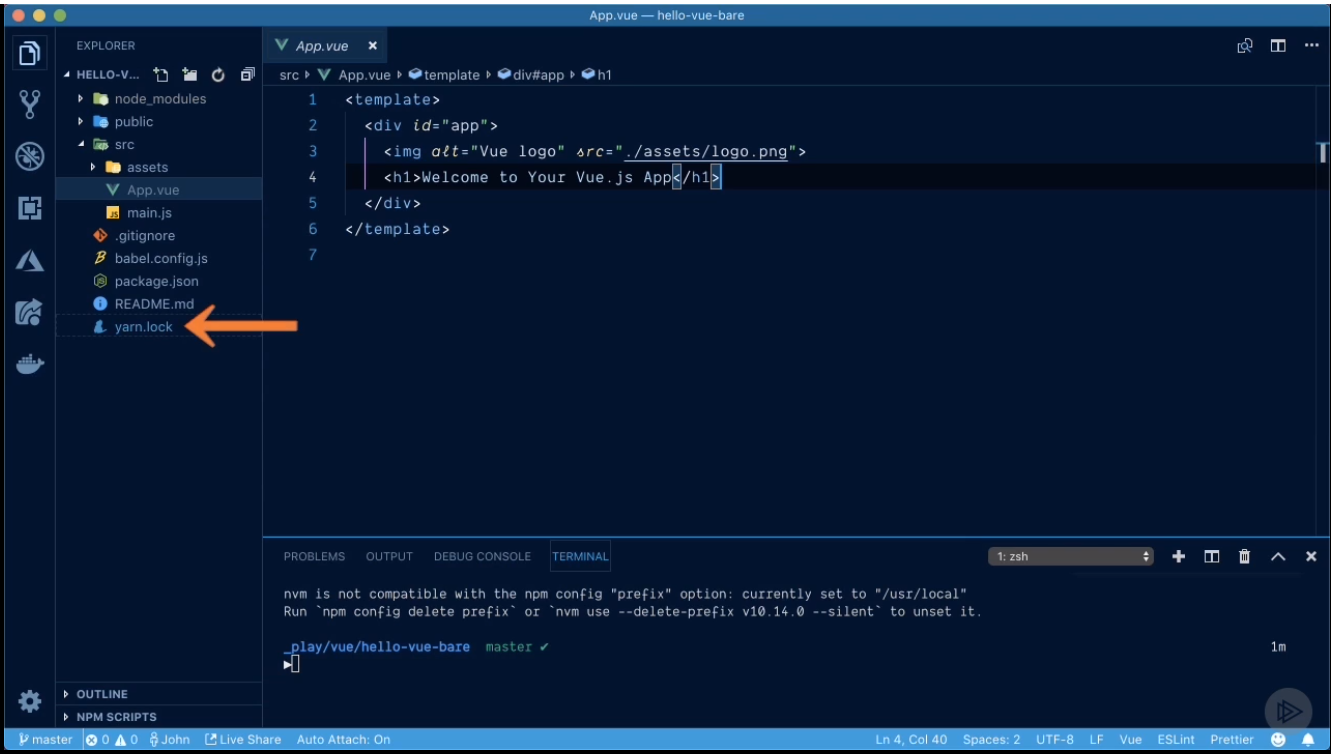 App.vue — hello-vue-bare
EXPLORER
HELLO-V...
node_modules
public
src
assets
App.vue
main.js
.gitignore
babel.config.js
package.json
README.md
yarn.lock
OUTLINE
NPM SCRIPTS
App.vue
src App.vue template div#app h1
1 <template>
2 <div id="app">
3 <img alt="Vue logo" src="./assets/logo.png">
4 <h1>Welcome to Your Vue.js App</h1>
5 </div>
6 </template>
7
PROBLEMS OUTPUT DEBUG CONSOLE TERMINAL 1: zsh
nvm is not compatible with the npm config "prefix" option: currently set to "/usr/local"
Run `npm config delete prefix` or `nvm use --delete-prefix v10.14.0 --silent` to unset it.
_play/vue/hello-vue-bare master ✔ 1m
master 0 0 John Live Share Auto Attach: On Ln 4, Col 40 Spaces: 2 UTF-8 LF Vue ESLint Prettier